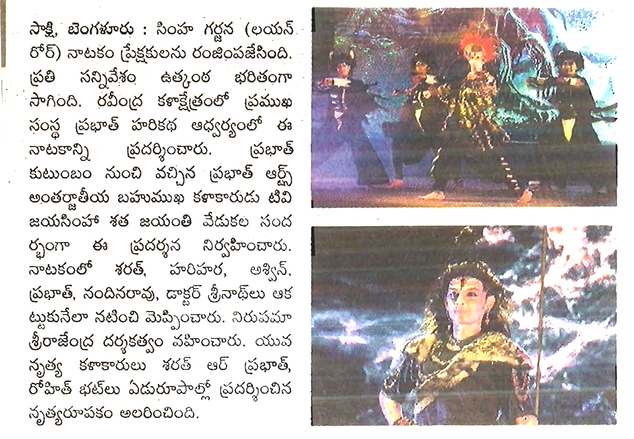 సాక్షి, బెంగళూరు : సింహ గర్జన (లయన్
రోర్) నాటకం ప్రేక్షకులను రంజింపజేసింది.
ప్రతి సన్నివేశం ఉత్కంఠ భరితంగా
సాగింది. రవీంద్ర కళాక్షేత్రంలో ప్రముఖ
సంస్థ ప్రభాత్ హరికథ ఆధ్వర్యంలో ఈ
నాటకాన్ని ప్రదర్శించారు. ప్రభాత్
కుటుంబం నుంచి వచ్చిన ప్రభాత్ ఆర్ట్స్
అంతర్జాతీయ బహుముఖ కళాకారుడు టివి
జయసింహా శత జయంతి వేడుకల సంద
ర్భంగా ఈ ప్రదర్శన నిర్వహించారు.
నాటకంలో శరత్, హరిహర, అశ్విన్,
ప్రభాత్, నందినరావు, డాక్టర్ శ్రీనాథ్‌లు ఆక
ట్టుకునేలా నటించి మెప్పించారు. నిరుపమా
శ్రీరాజేంద్ర దర్శకత్వం వహించారు. యువ
నృత్య కళాకారులు శరత్ ఆర్ ప్రభాత్,
రోహిత్ భట్‌లు ఏడురూపాల్లో ప్రదర్శించిన
నృత్యరూపకం అలరించింది.